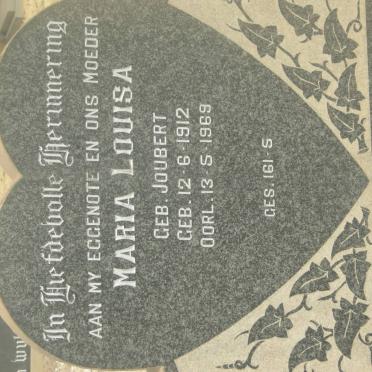 In Liefdevolle Herinnering
AAN MY EGGENOTE EN ONS MOEDER
MARIA LOUISA
GEB. JOUBERT
GEB. 12·6·1912
OORL. 13·5·1969
GES. 161·5